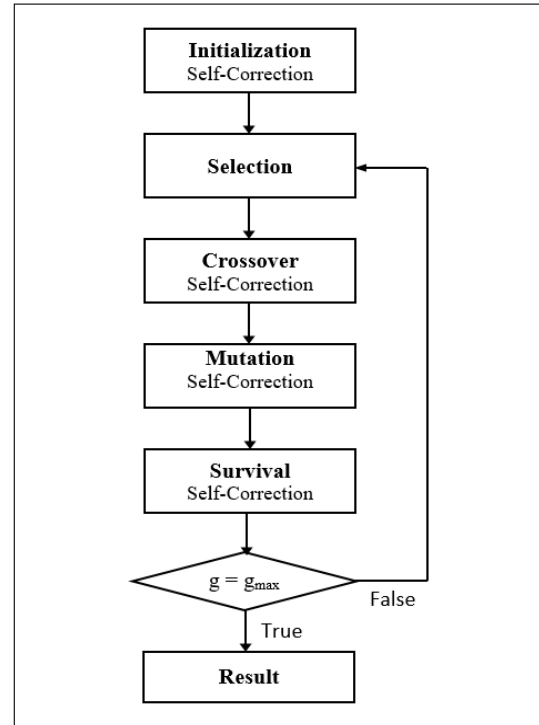 Initialization
Self-Correction
Selection
Crossover
Self-Correction
Mutation
Self-Correction
Survival
Self-Correction
g = gmax
False
True
Result